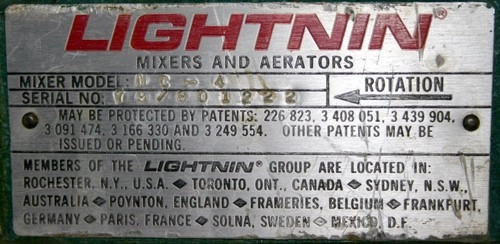 LIGHTNIN®
MIXERS AND AERATORS
MIXER MODEL:
SERIAL NO.
ROTATION
MAY BE PROTECTED BY PATENTS: 226 823, 3 408 051, 3 439 904,
3 091 474, 3 166 330 AND 3 249 554. OTHER PATENTS MAY BE
ISSUED OR PENDING.
MEMBERS OF THE LIGHTNIN® GROUP ARE LOCATED IN:
ROCHESTER, N.Y., U.S.A. ◆ TORONTO, ONT., CANADA ◆ SYDNEY, N.S.W.,
AUSTRALIA ◆ POYNTON, ENGLAND ◆ FRAMERIES, BELGIUM ◆ FRANKFURT,
GERMANY ◆ PARIS, FRANCE ◆ SOLNA, SWEDEN ◆ MEXICO, D.F.